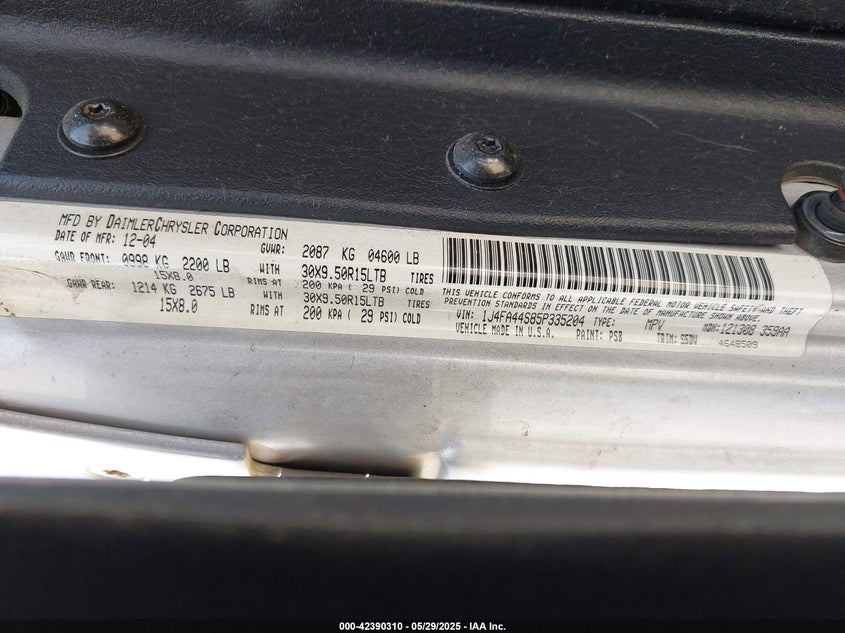 MFD BY DAIMLERCHRYSLER CORPORATION
DATE OF MFR: 12-04 GVWR: 2087 KG 04600 LB
GAWR FRONT: 0998 KG 2200 LB WITH 30X9.50R15LTB TIRES
15X8.0 RIMS AT 200 KPA ( 29 PSI) COLD
GAWR REAR: 1214 KG 2675 LB WITH 30X9.50R15LTB TIRES
15X8.0 RIMS AT 200 KPA ( 29 PSI) COLD
THIS VEHICLE CONFORMS TO ALL APPLICABLE FEDERAL MOTOR VEHICLE SAFETY AND THEFT
PREVENTION STANDARDS IN EFFECT ON THE DATE OF MANUFACTURE SHOWN ABOVE.
VIN: 1J4FA44S85P335204 TYPE: MPV MDH: 121308 359AA
VEHICLE MADE IN U.S.A. PAINT: PSB TRIM: S5DV 4648509
000-42390310 | 05/29/2025 - IAA Inc.